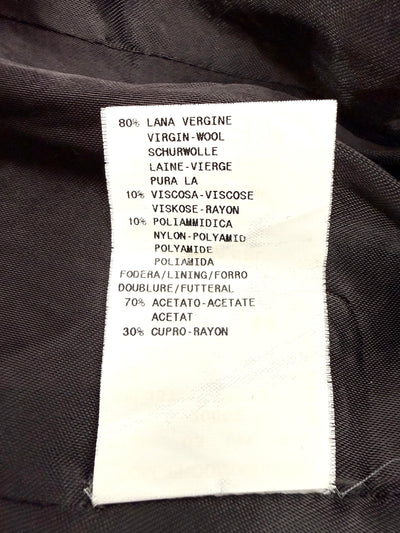 80% LANA VERGINE
VIRGIN-WOOL
SCHURWOLLE
LAINE-VIERGE
PURA LA
10% VISCOSA-VISCOSE
VISKOSE-RAYON
10% POLIAMMIDICA
NYLON-POLYAMID
POLYAMIDE
POLIAMIDA
FODERA/LINING/FORRO
DOUBLURE/FUTTERAL
70% ACETATO-ACETATE
ACETAT
30% CUPRO-RAYON